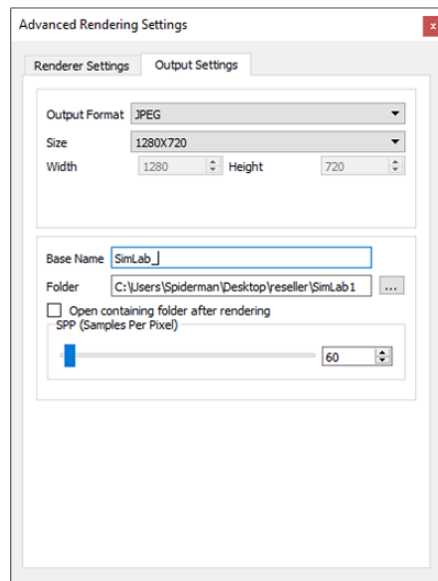 Advanced Rendering Settings
x
Renderer Settings
Output Settings
Output Format JPEG
Size 1280X720
Width 1280 Height 720
Base Name SimLab_
Folder C:\Users\Spiderman\Desktop\reseller\SimLab1 ...
Open containing folder after rendering
SPP (Samples Per Pixel)
60